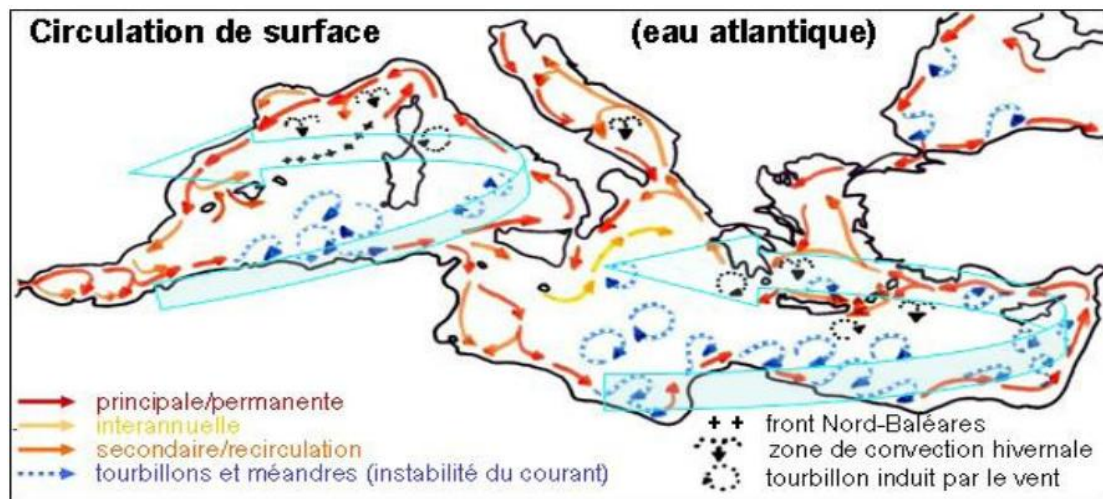 Circulation de surface (eau atlantique)
principale/permanente
interannuelle
secondaire/recirculation
tourbillons et méandres (instabilité du courant)
++ front Nord-Baléares
zone de convection hivernale
tourbillon induit par le vent